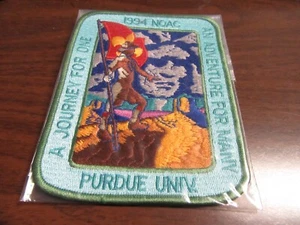 1994 NOAC
A JOURNEY FOR ONE
AN ADVENTURE FOR MANY
PURDUE UNIV.